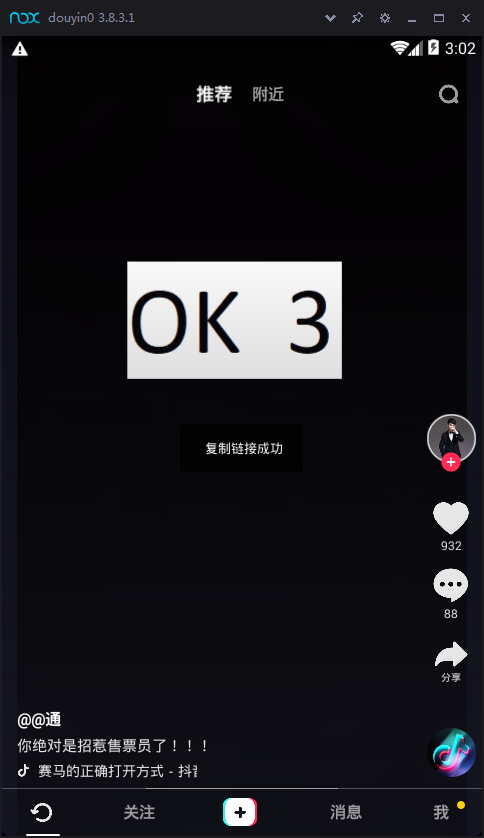 nox douyin0 3.8.3.1
3:02
推荐 附近
OK 3
复制链接成功
932
88
分享
@@通
你绝对是招惹售票员了！！！
赛马的正确打开方式 - 抖音
关注 消息 我